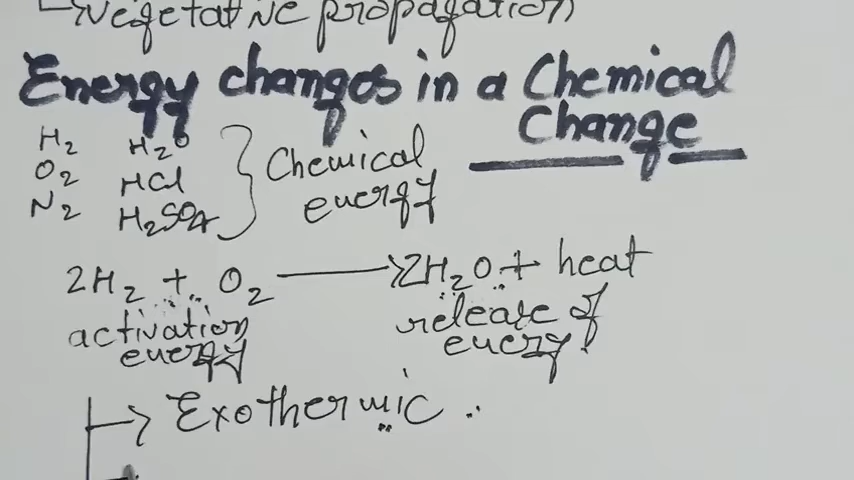 Vegetative propagation
Energy changes in a Chemical
Change
H₂ H₂O
O₂ HCl
N₂ H₂SO₄
Chemical
energy
2H₂ + O₂ → 2H₂O + heat
activation
energy
release of
energy
→ Exothermic